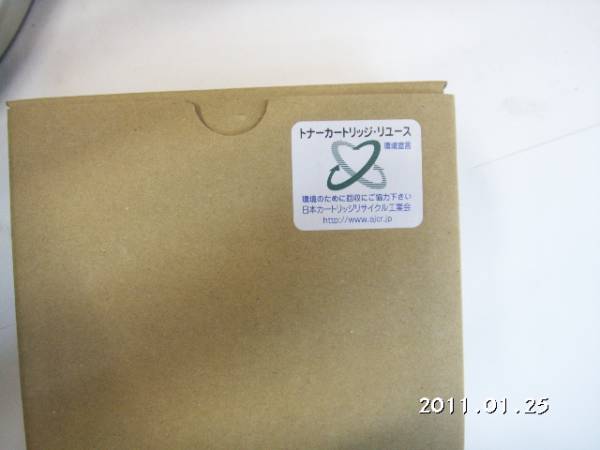 トナーカートリッジ・リユース
環境宣言
環境のために回収にご協力下さい
日本カートリッジリサイクル工業会
http://www.ajcr.jp
2011.01.25